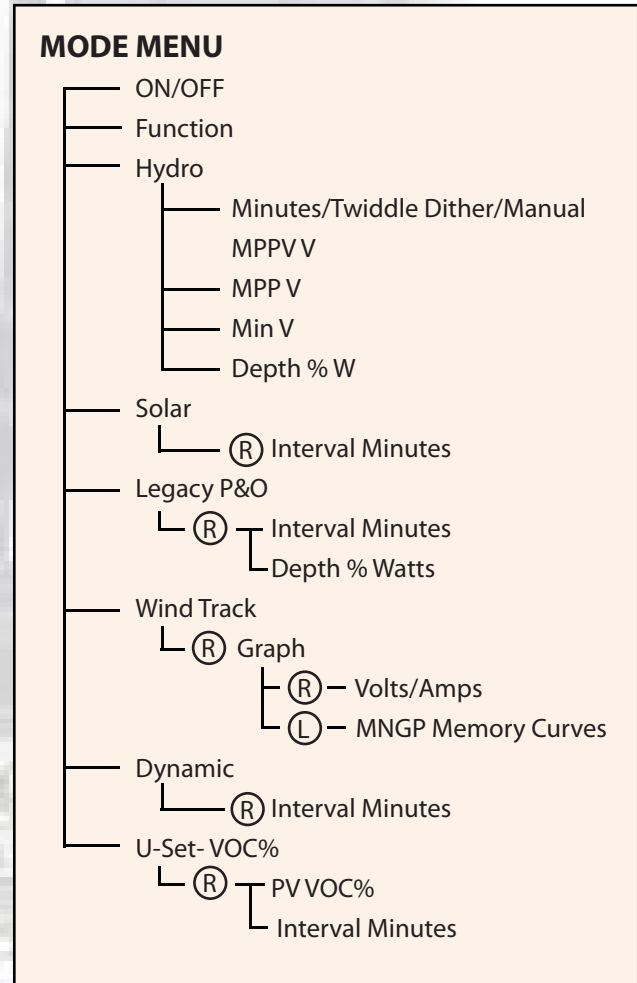 MODE MENU
ON/OFF
Function
Hydro
Minutes/Twiddle Dither/Manual
MPPV V
MPP V
Min V
Depth % W
Solar
R Interval Minutes
Legacy P&O
R Interval Minutes
Depth % Watts
Wind Track
R Graph
R Volts/Amps
L MNGP Memory Curves
Dynamic
R Interval Minutes
U-Set- VOC%
R PV VOC%
Interval Minutes